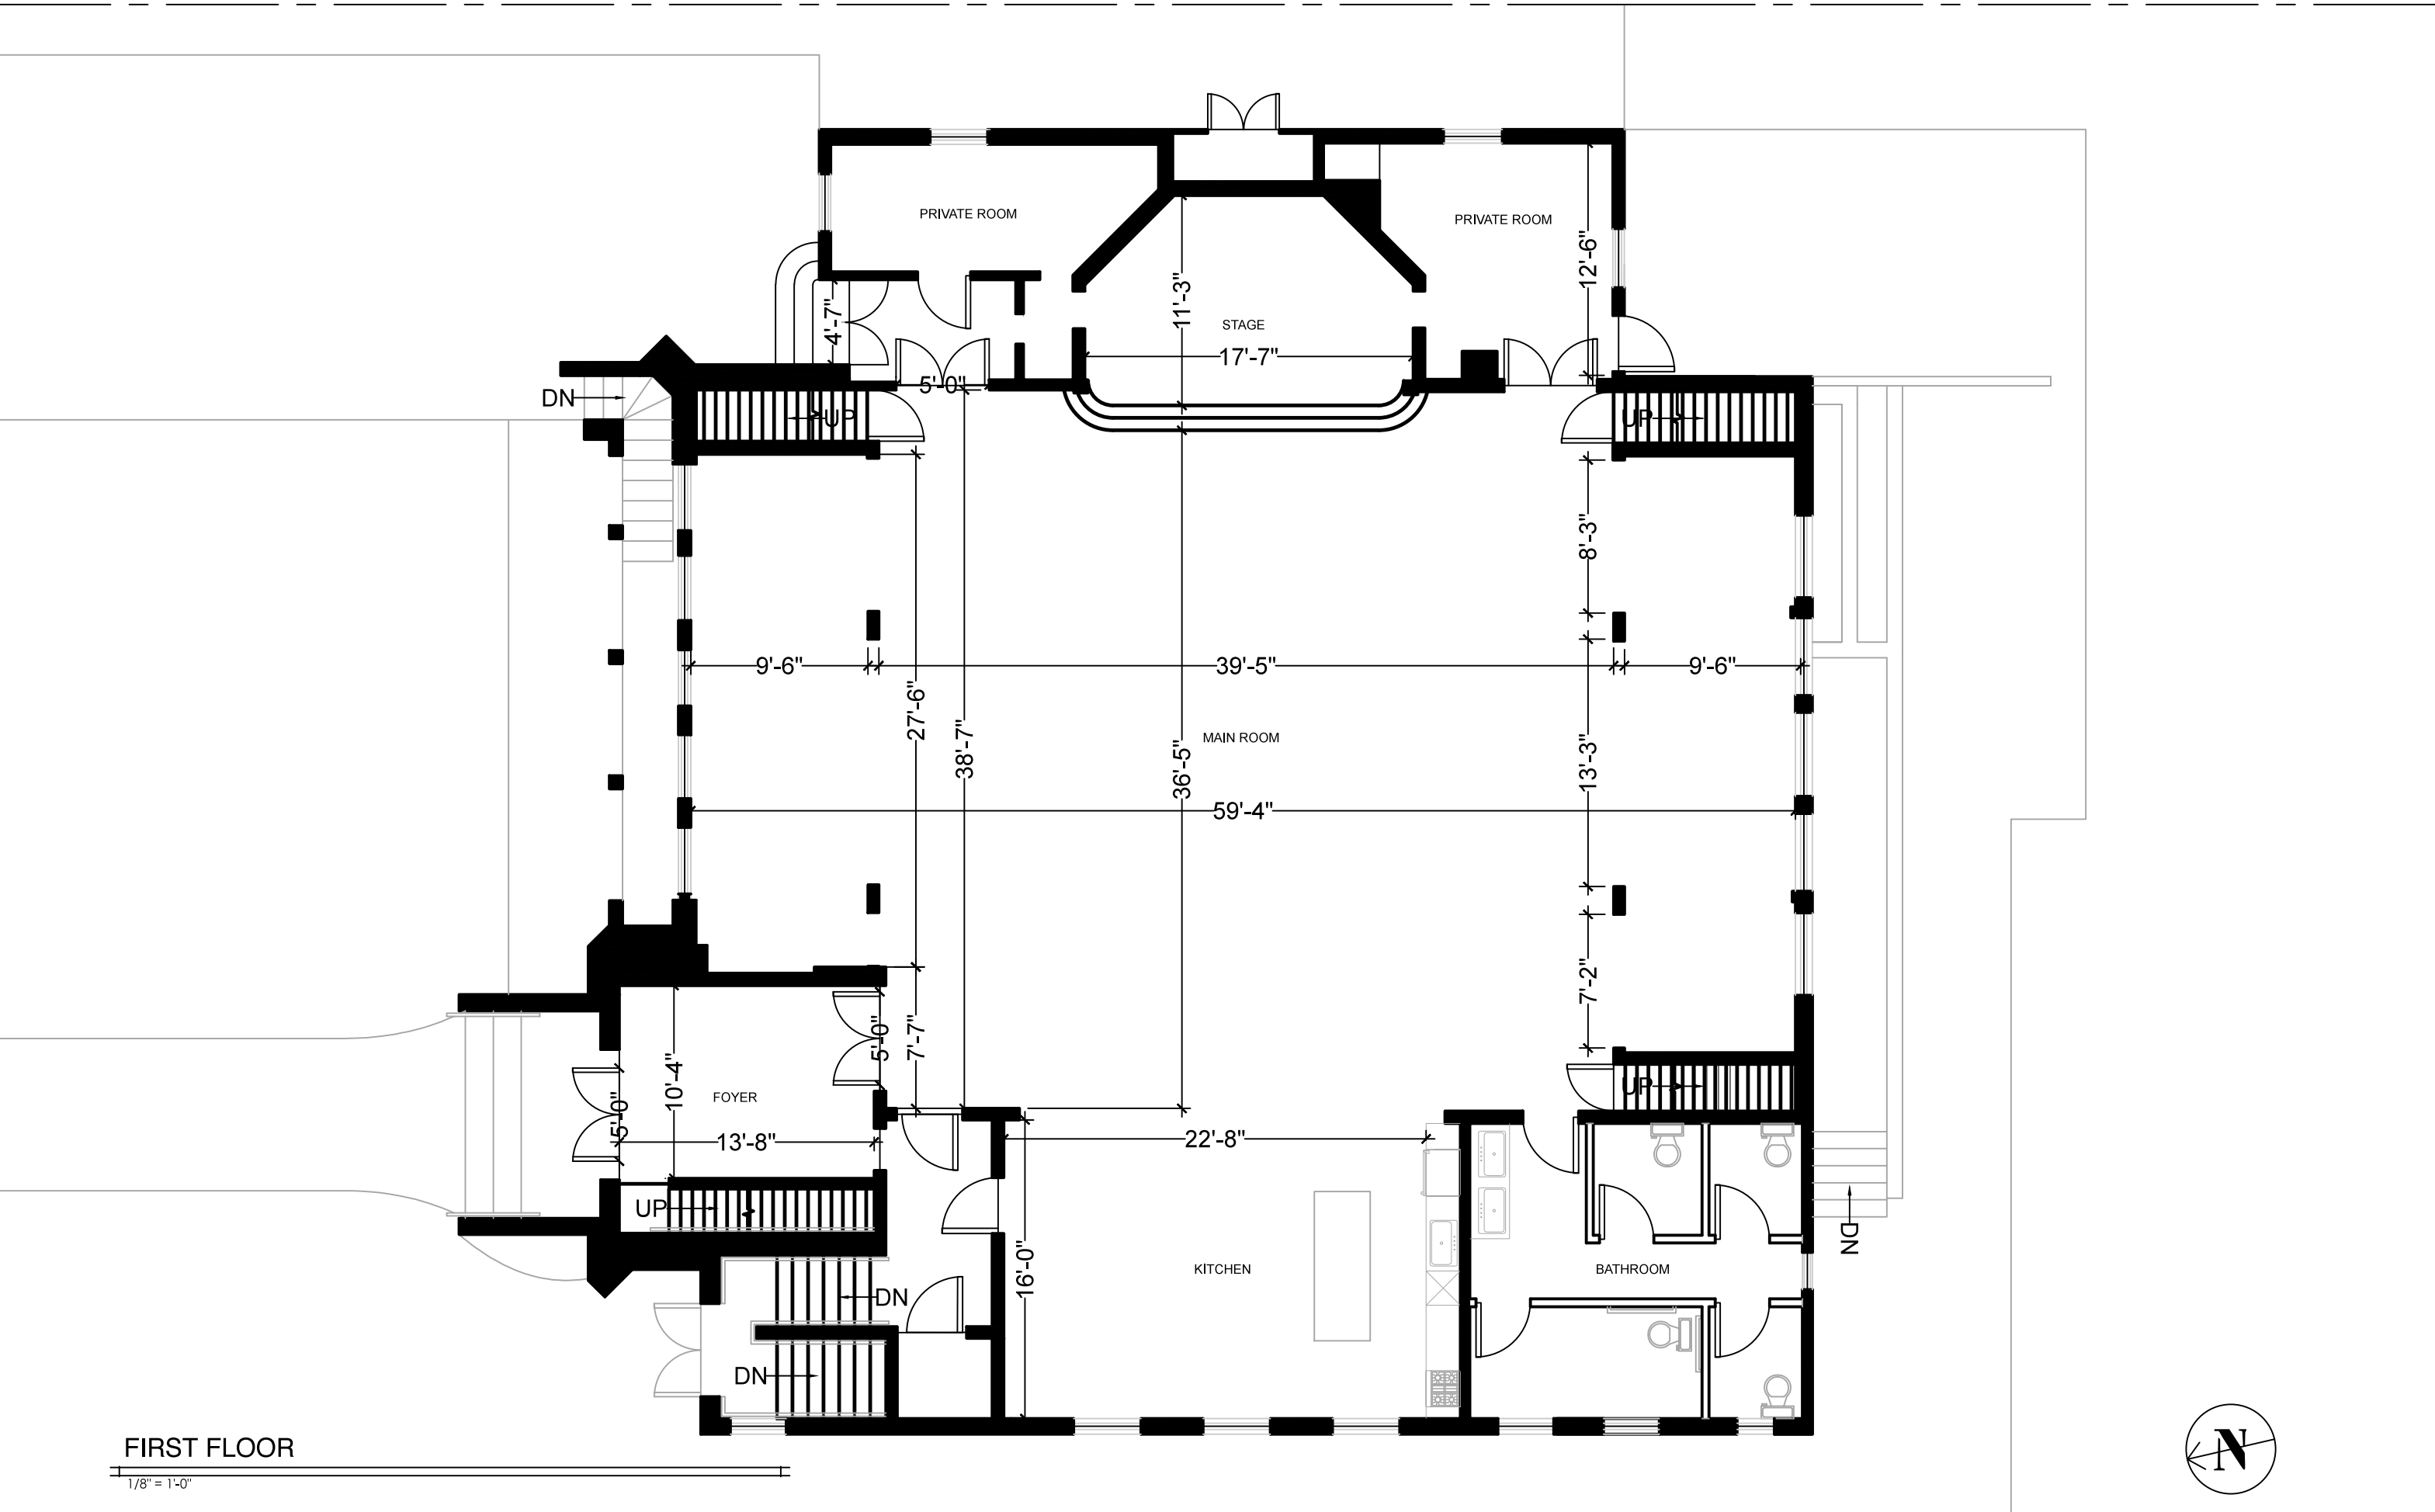 PRIVATE ROOM
PRIVATE ROOM
12'-6"
11'-3"
4'-7"
STAGE
17'-7"
5'-0"
DN
UP
UP
8'-3"
9'-6"
39'-5"
9'-6"
27'-6"
38'-7"
36'-5"
MAIN ROOM
13'-3"
59'-4"
7'-2"
5'-0"
7'-7"
10'-4"
FOYER
5'-0"
13'-8"
22'-8"
UP
UP
DN
16'-0"
KITCHEN
BATHROOM
DN
DN
FIRST FLOOR
1/8" = 1'-0"
N